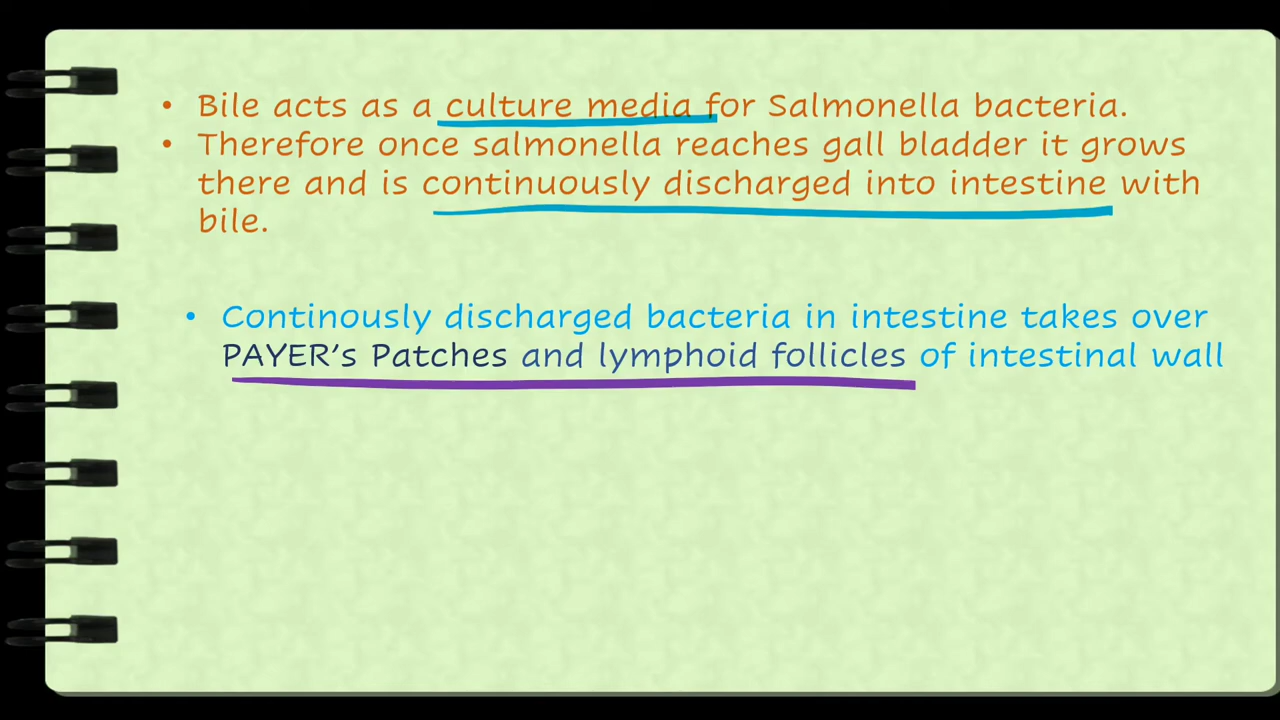 • Bile acts as a culture media for Salmonella bacteria.
• Therefore once salmonella reaches gall bladder it grows
there and is continuously discharged into intestine with
bile.
• Continously discharged bacteria in intestine takes over
PAYER’s Patches and lymphoid follicles of intestinal wall